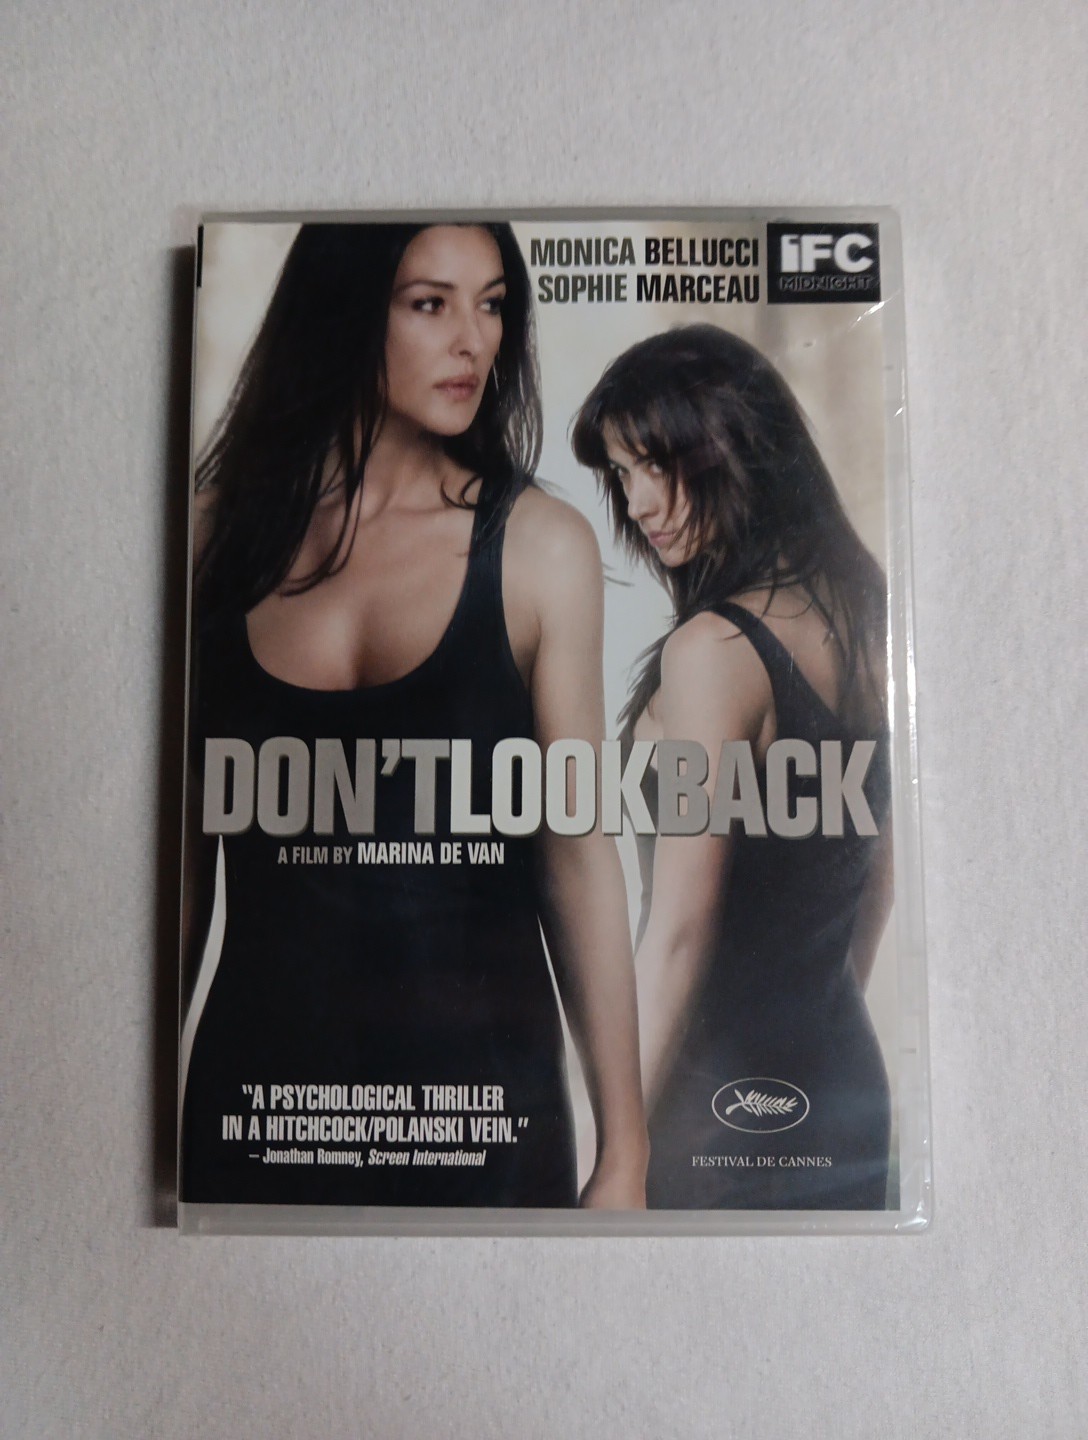 MONICA BELLUCCI
SOPHIE MARCEAU
iFC
MIDNIGHT
DON'TLOOKBACK
A FILM BY MARINA DE VAN
"A PSYCHOLOGICAL THRILLER
IN A HITCHCOCK/POLANSKI VEIN."
– Jonathan Romney, Screen International
FESTIVAL DE CANNES